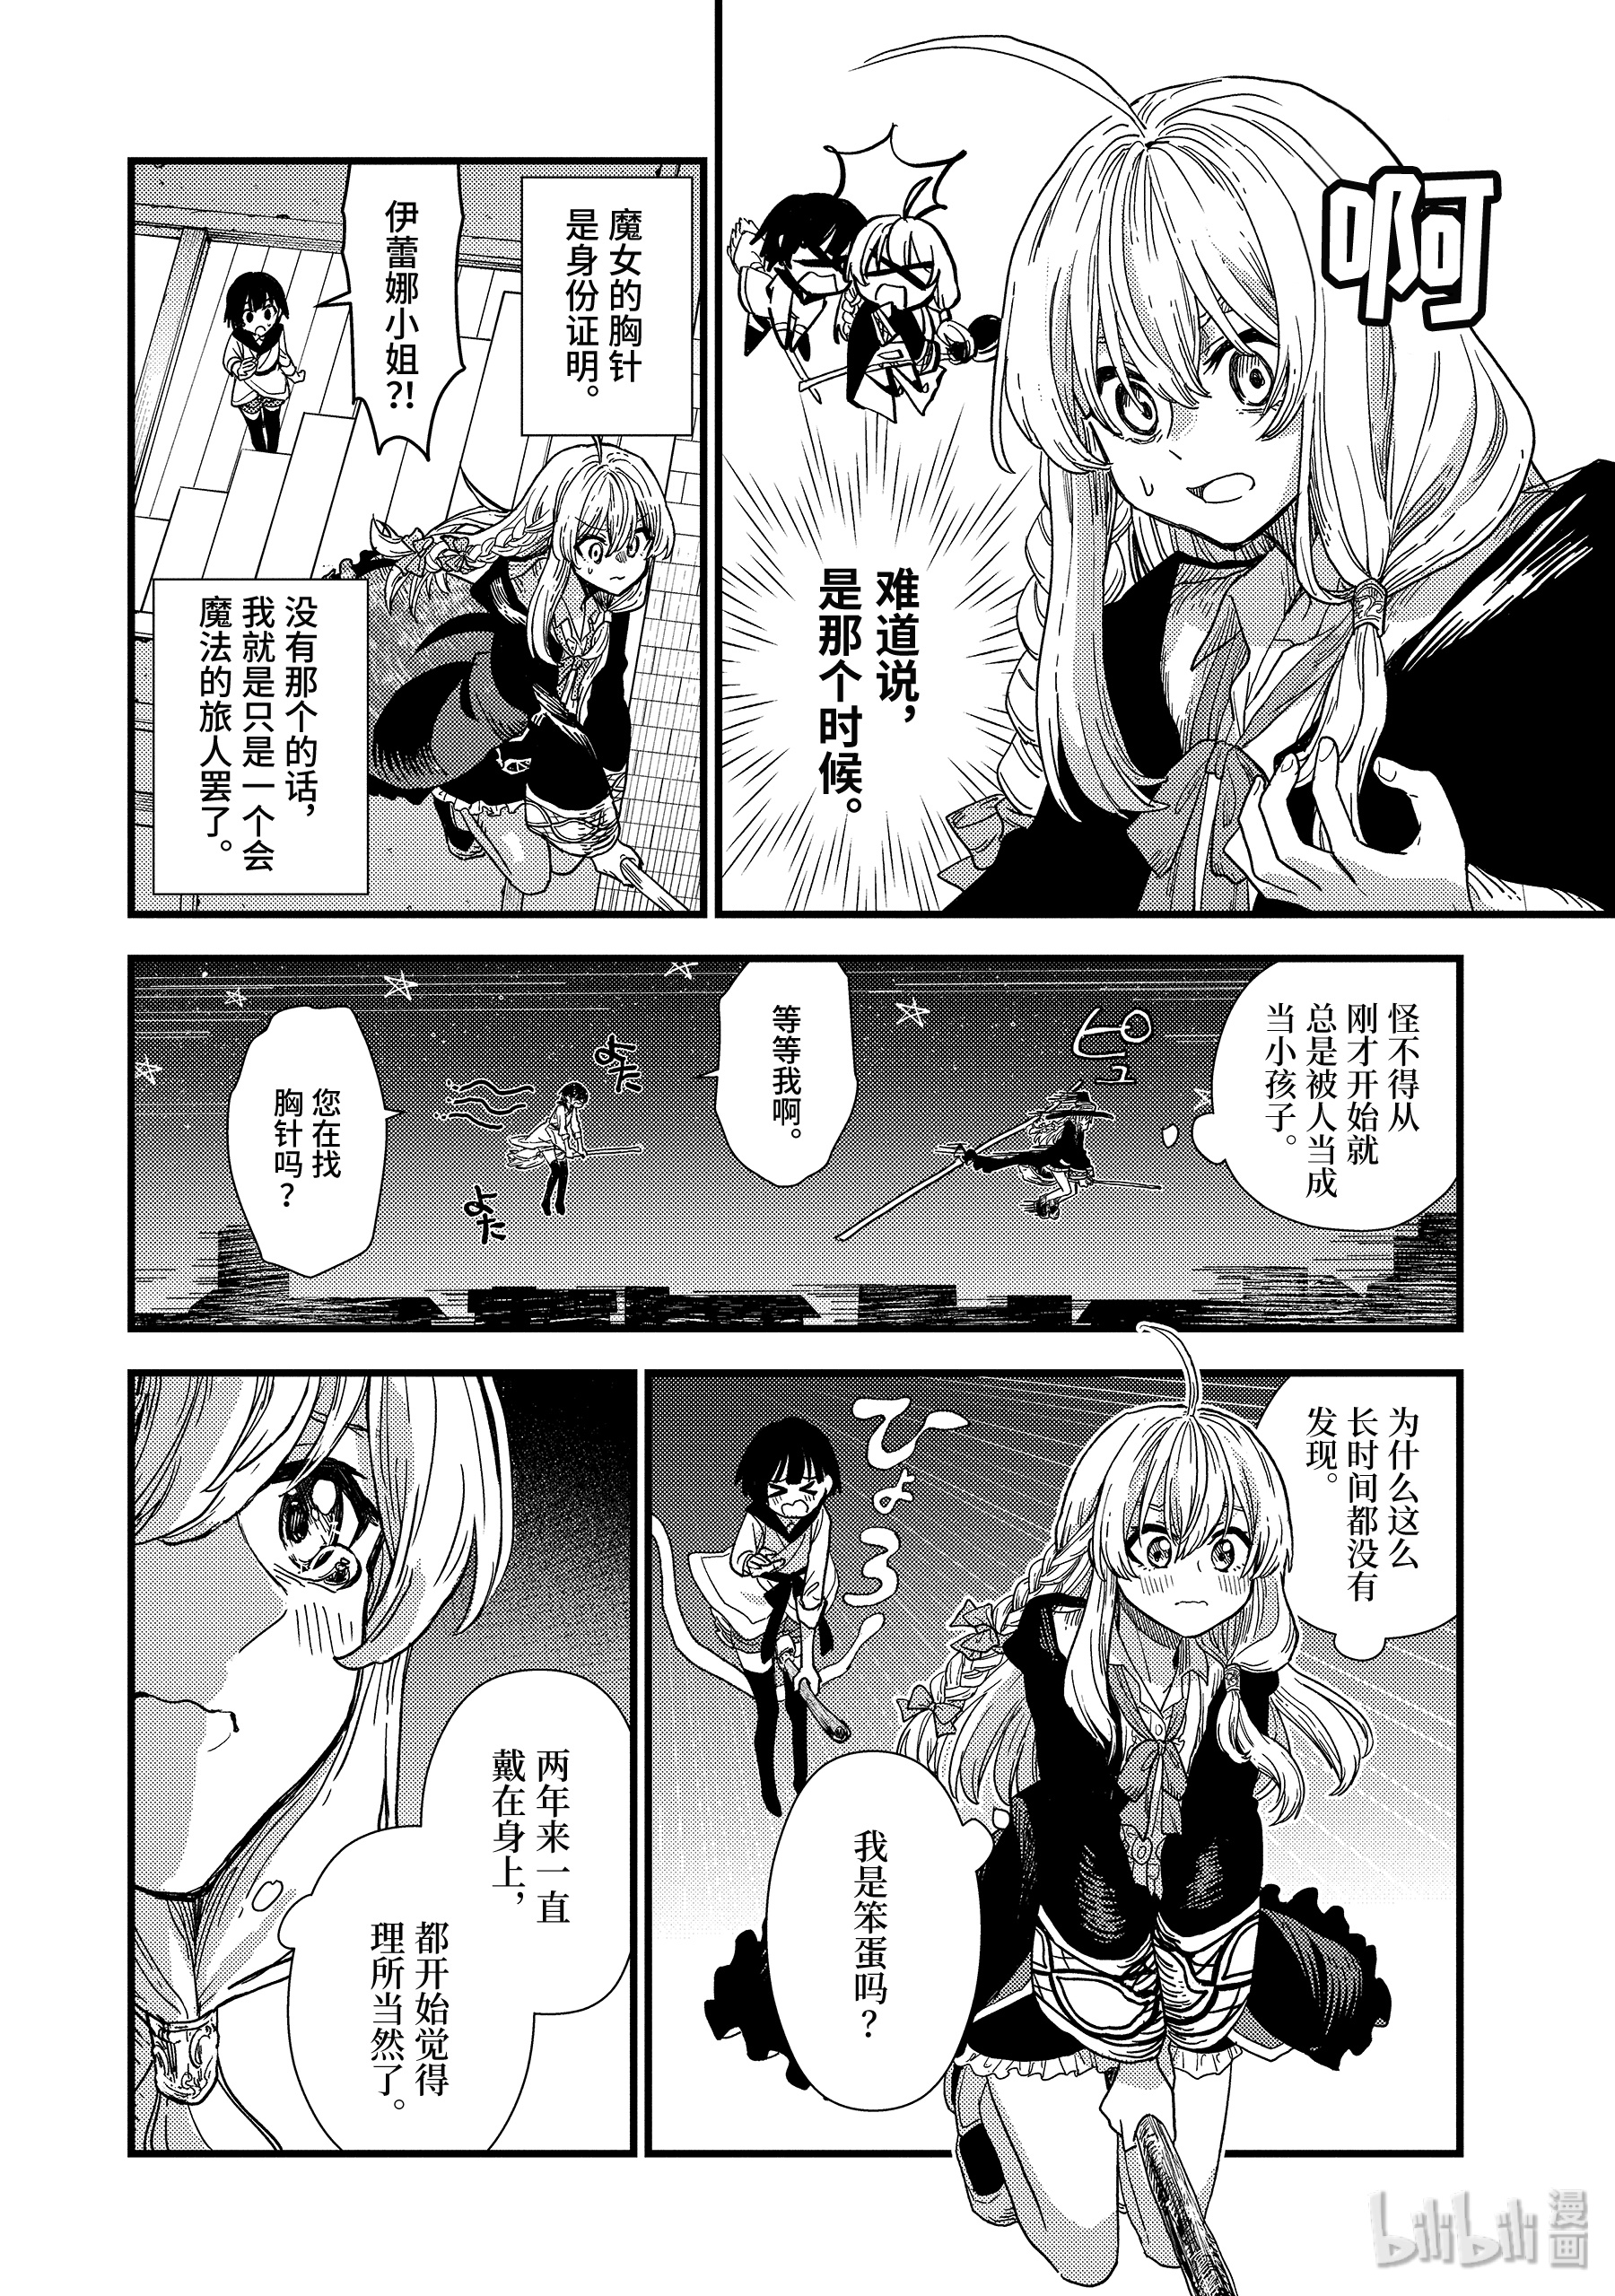 啊
难道说，
是那个时候。
魔女的胸针
是身份证明。
伊蕾娜小姐?!
没有那个的话，
我就是只是一个会
魔法的旅人罢了。
怪不得从
刚才开始就
总是被人当成
当小孩子。
ピュー
等等我啊。
よた
よた
您在找
胸针吗？
为什么这么
长时间都没有
发现。
ひょろ
我是笨蛋吗？
两年来一直
戴在身上，
都开始觉得
理所当然了。
bilibili
漫画